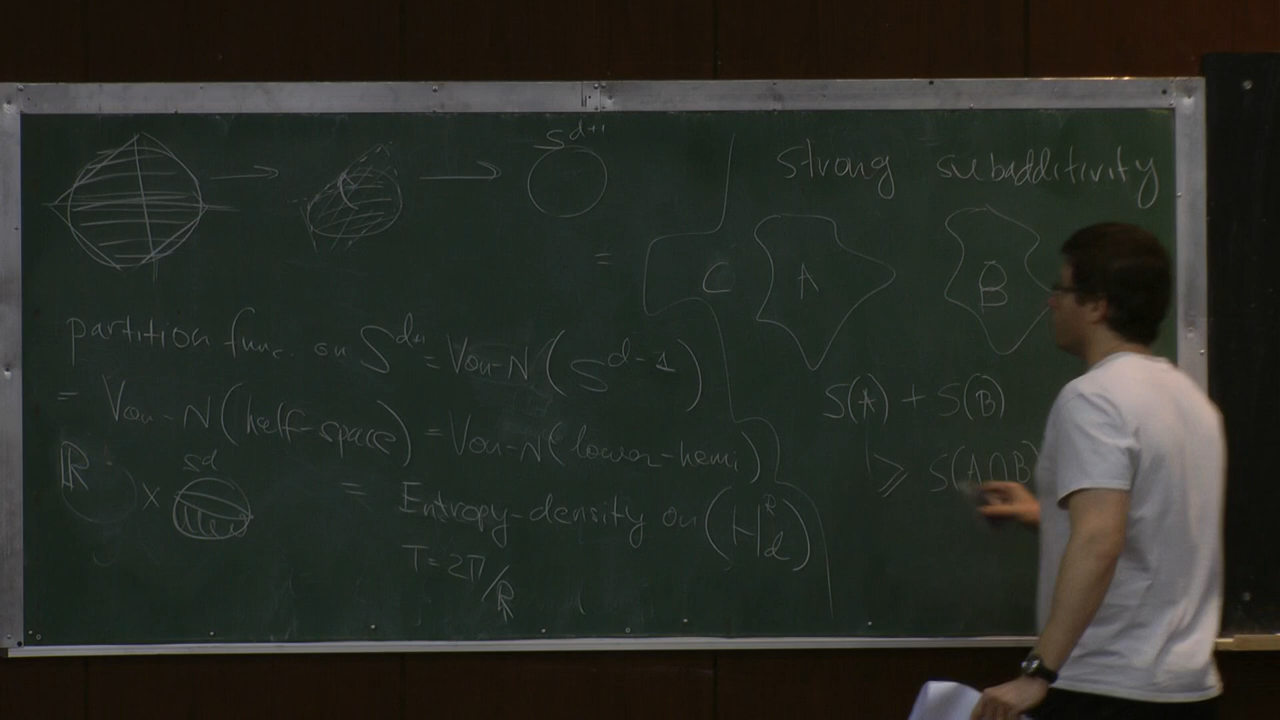 S^{d+1}
=
partition func. on S^{d+1} = Von-N(S^{d-1})
= Von-N(half-space) = Von-N(lower-hemi)
ℝ × S^d
= Entropy-density on (H_d^R)
T=2π/R
strong subadditivity
C A B
S(A) + S(B)
≥ S(A∩B)